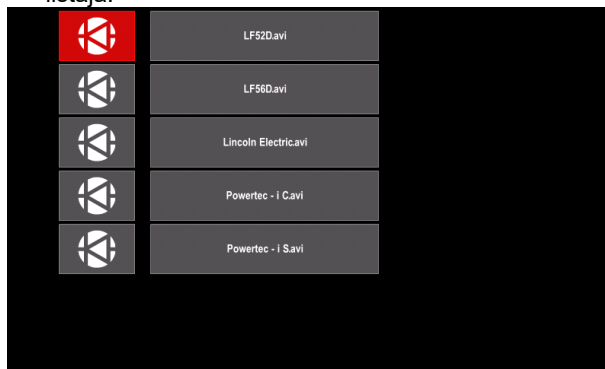 LF52D.avi
LF56D.avi
Lincoln Electric.avi
Powertec - i C.avi
Powertec - i S.avi